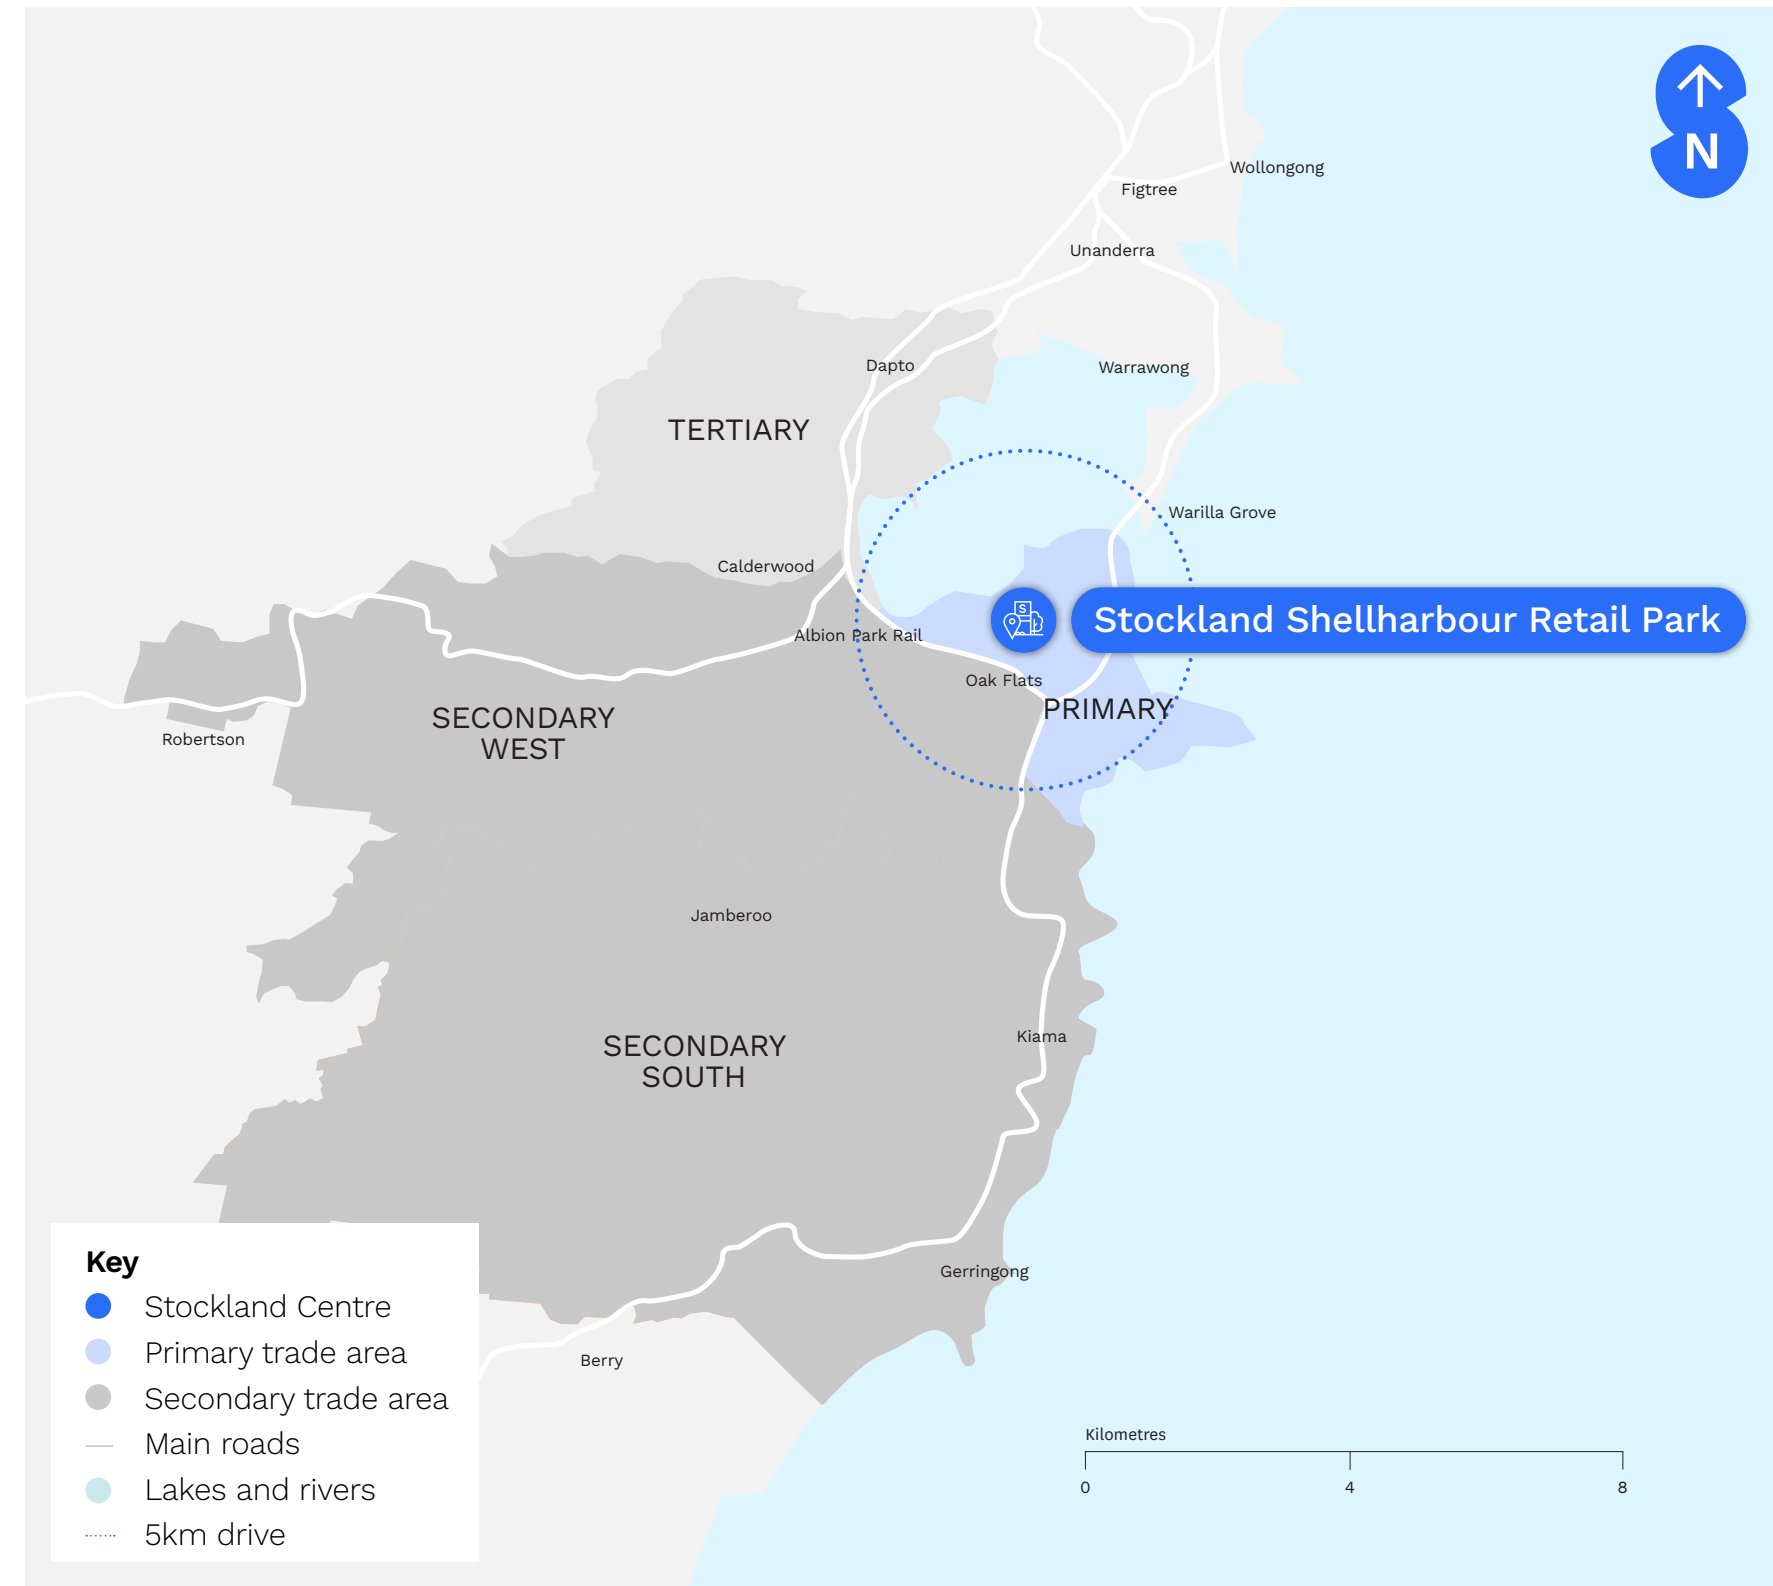 N
Wollongong
Figtree
Unanderra
Dapto
Warrawong
TERTIARY
Warilla Grove
Calderwood
S
Stockland Shellharbour Retail Park
Albion Park Rail
Oak Flats
PRIMARY
SECONDARY
WEST
Robertson
Jamberoo
SECONDARY
SOUTH
Kiama
Gerringong
Berry
Key
Stockland Centre
Primary trade area
Secondary trade area
Main roads
Lakes and rivers
5km drive
Kilometres
0 4 8